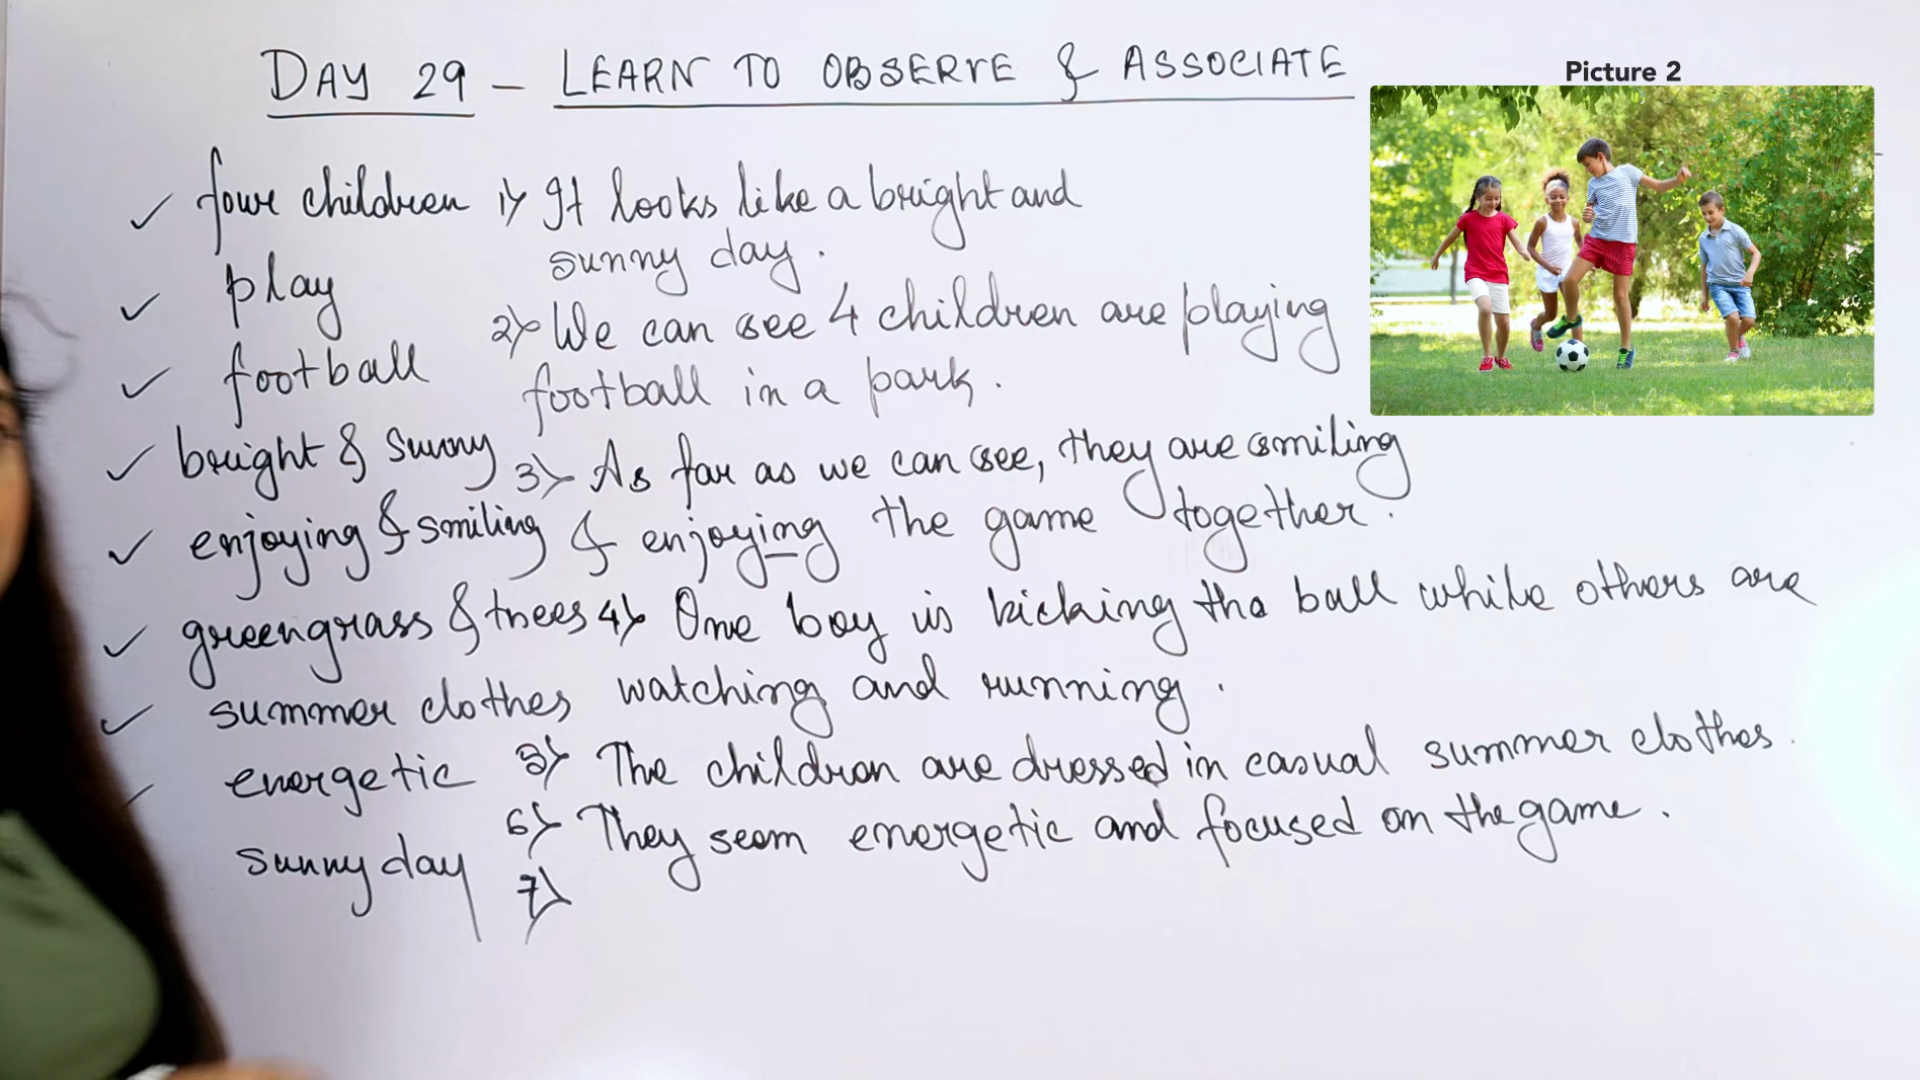 DAY 29 - LEARN TO OBSERVE & ASSOCIATE
Picture 2
four children
play
football
bright & sunny
enjoying & smiling
green grass & trees
summer clothes
energetic
sunny day
1) It looks like a bright and
sunny day.
2) We can see 4 children are playing
football in a park.
3) As far as we can see, they are smiling
& enjoying the game together.
4) One boy is kicking the ball while others are
watching and running.
5) The children are dressed in casual summer clothes.
6) They seem energetic and focused on the game.
7)